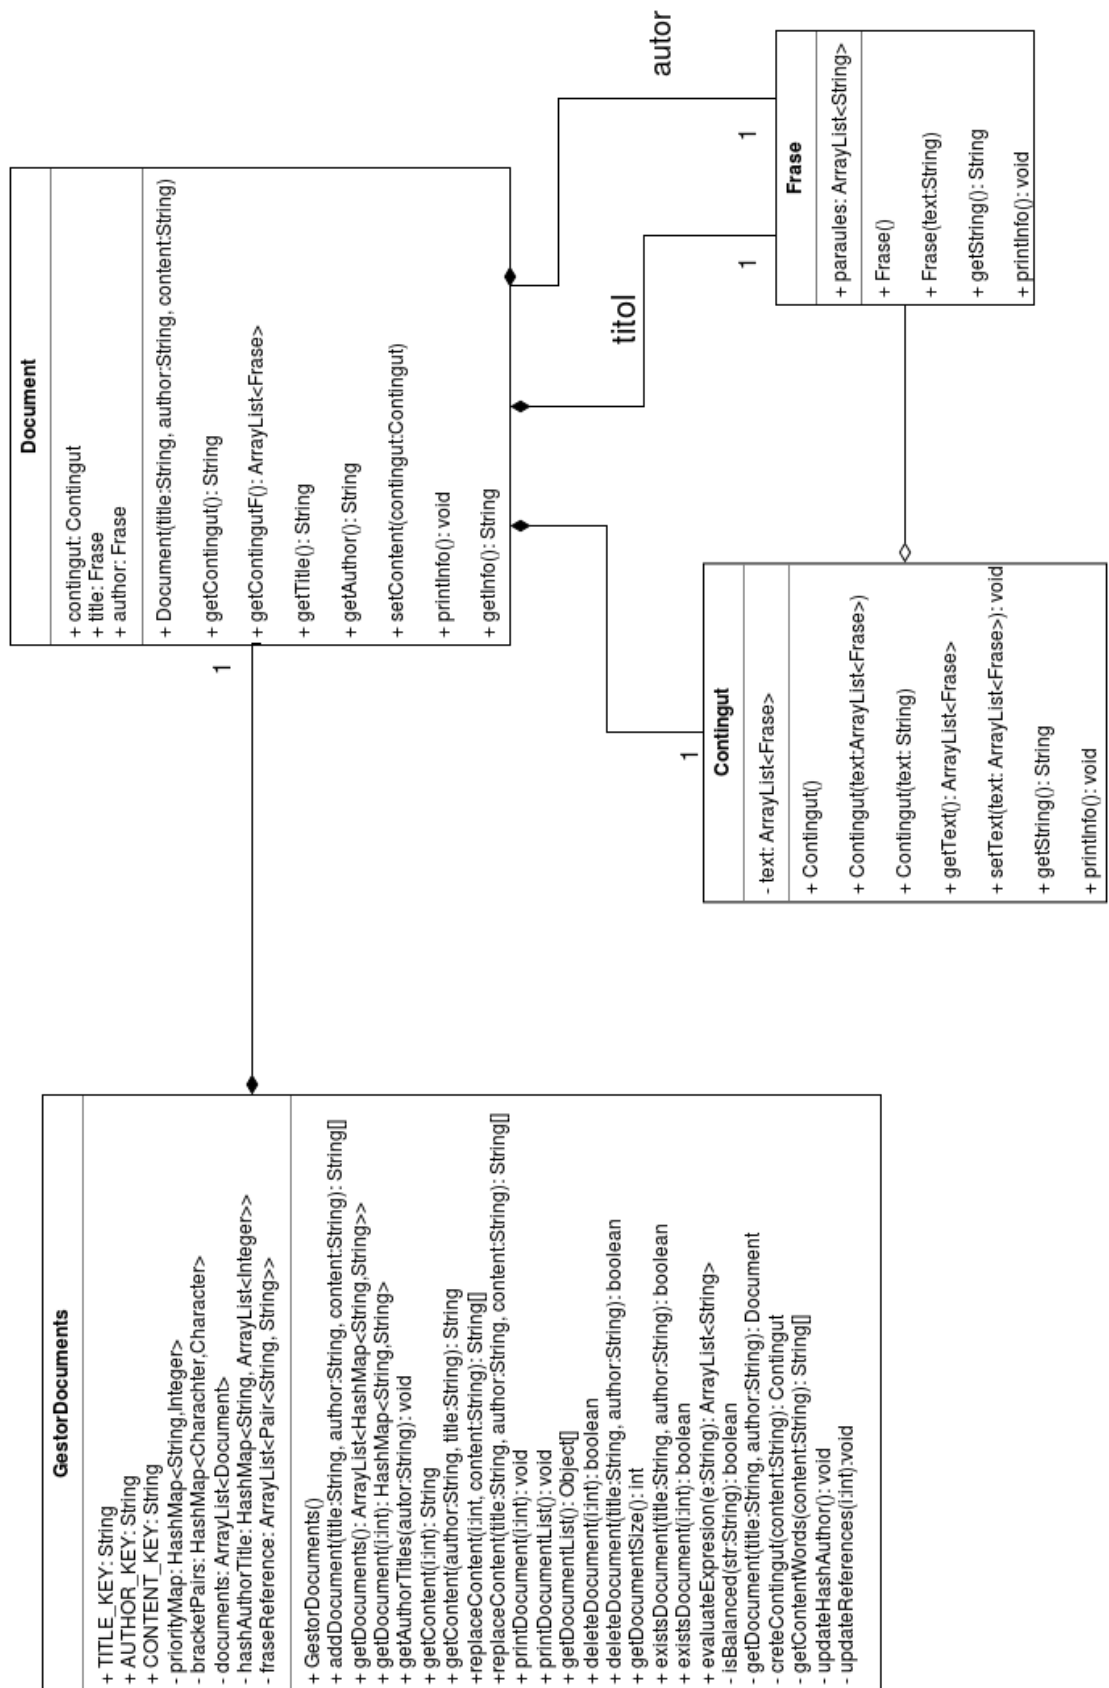 GestorDocuments
+ TITLE_KEY: String
+ AUTHOR_KEY: String
+ CONTENT_KEY: String
- priorityMap: HashMap<String,Integer>
- bracketPairs: HashMap<Charachter,Character>
- documents: ArrayList<Document>
- hashAuthorTitle: HashMap<String, ArrayList<Integer>>
- fraseReference: ArrayList<Pair<String, String>>
+ GestorDocuments()
+ addDocument(title:String, author:String, content:String): String[]
+ getDocuments(): ArrayList<HashMap<String,String>>
+ getDocument(i:int): HashMap<String,String>
+ getAuthorTitles(autor:String): void
+ getContent(i:int): String
+ getContent(author:String, title:String): String
+replaceContent(i:int, content:String): String[]
+replaceContent(title:String, author:String, content:String): String[]
+ printDocument(i:int): void
+ printDocumentList(): void
+ getDocumentList(): Object[]
+ deleteDocument(i:int): boolean
+ deleteDocument(title:String, author:String): boolean
+ getDocumentSize(): int
+ existsDocument(title:String, author:String): boolean
+ existsDocument(i:int): boolean
+ evaluateExpresion(e:String): ArrayList<String>
- isBalanced(str:String): boolean
- getDocument(title:String, author:String): Document
- creteContingut(content:String): Contingut
- getContentWords(content:String): String[]
- updateHashAuthor(): void
- updateReferences(i:int):void
1
Document
+ contingut: Contingut
+ title: Frase
+ author: Frase
+ Document(title:String, author:String, content:String)
+ getContingut(): String
+ getContingutF(): ArrayList<Frase>
+ getTitle(): String
+ getAuthor(): String
+ setContent(contingut:Contingut)
+ printInfo(): void
+ getInfo(): String
titol
autor
1
1
1
Contingut
- text: ArrayList<Frase>
+ Contingut()
+ Contingut(text:ArrayList<Frase>)
+ Contingut(text: String)
+ getText(): ArrayList<Frase>
+ setText(text: ArrayList<Frase>): void
+ getString(): String
+ printInfo(): void
Frase
+ paraules: ArrayList<String>
+ Frase()
+ Frase(text:String)
+ getString(): String
+ printInfo(): void